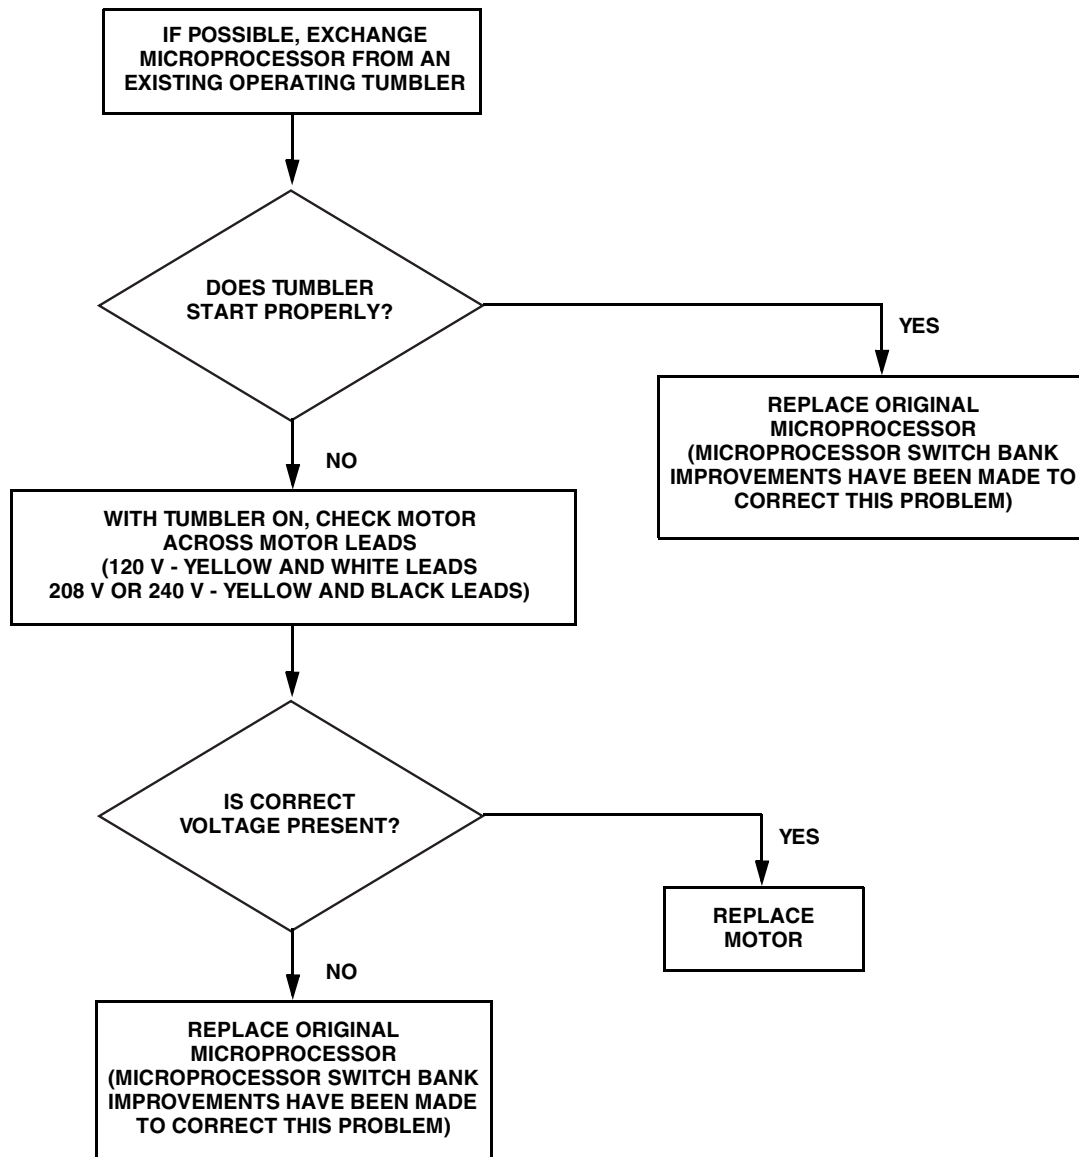 IF POSSIBLE, EXCHANGE
MICROPROCESSOR FROM AN
EXISTING OPERATING TUMBLER
DOES TUMBLER
START PROPERLY?
YES
REPLACE ORIGINAL
MICROPROCESSOR
(MICROPROCESSOR SWITCH BANK
IMPROVEMENTS HAVE BEEN MADE TO
CORRECT THIS PROBLEM)
NO
WITH TUMBLER ON, CHECK MOTOR
ACROSS MOTOR LEADS
(120 V - YELLOW AND WHITE LEADS
208 V OR 240 V - YELLOW AND BLACK LEADS)
IS CORRECT
VOLTAGE PRESENT?
YES
REPLACE
MOTOR
NO
REPLACE ORIGINAL
MICROPROCESSOR
(MICROPROCESSOR SWITCH BANK
IMPROVEMENTS HAVE BEEN MADE
TO CORRECT THIS PROBLEM)